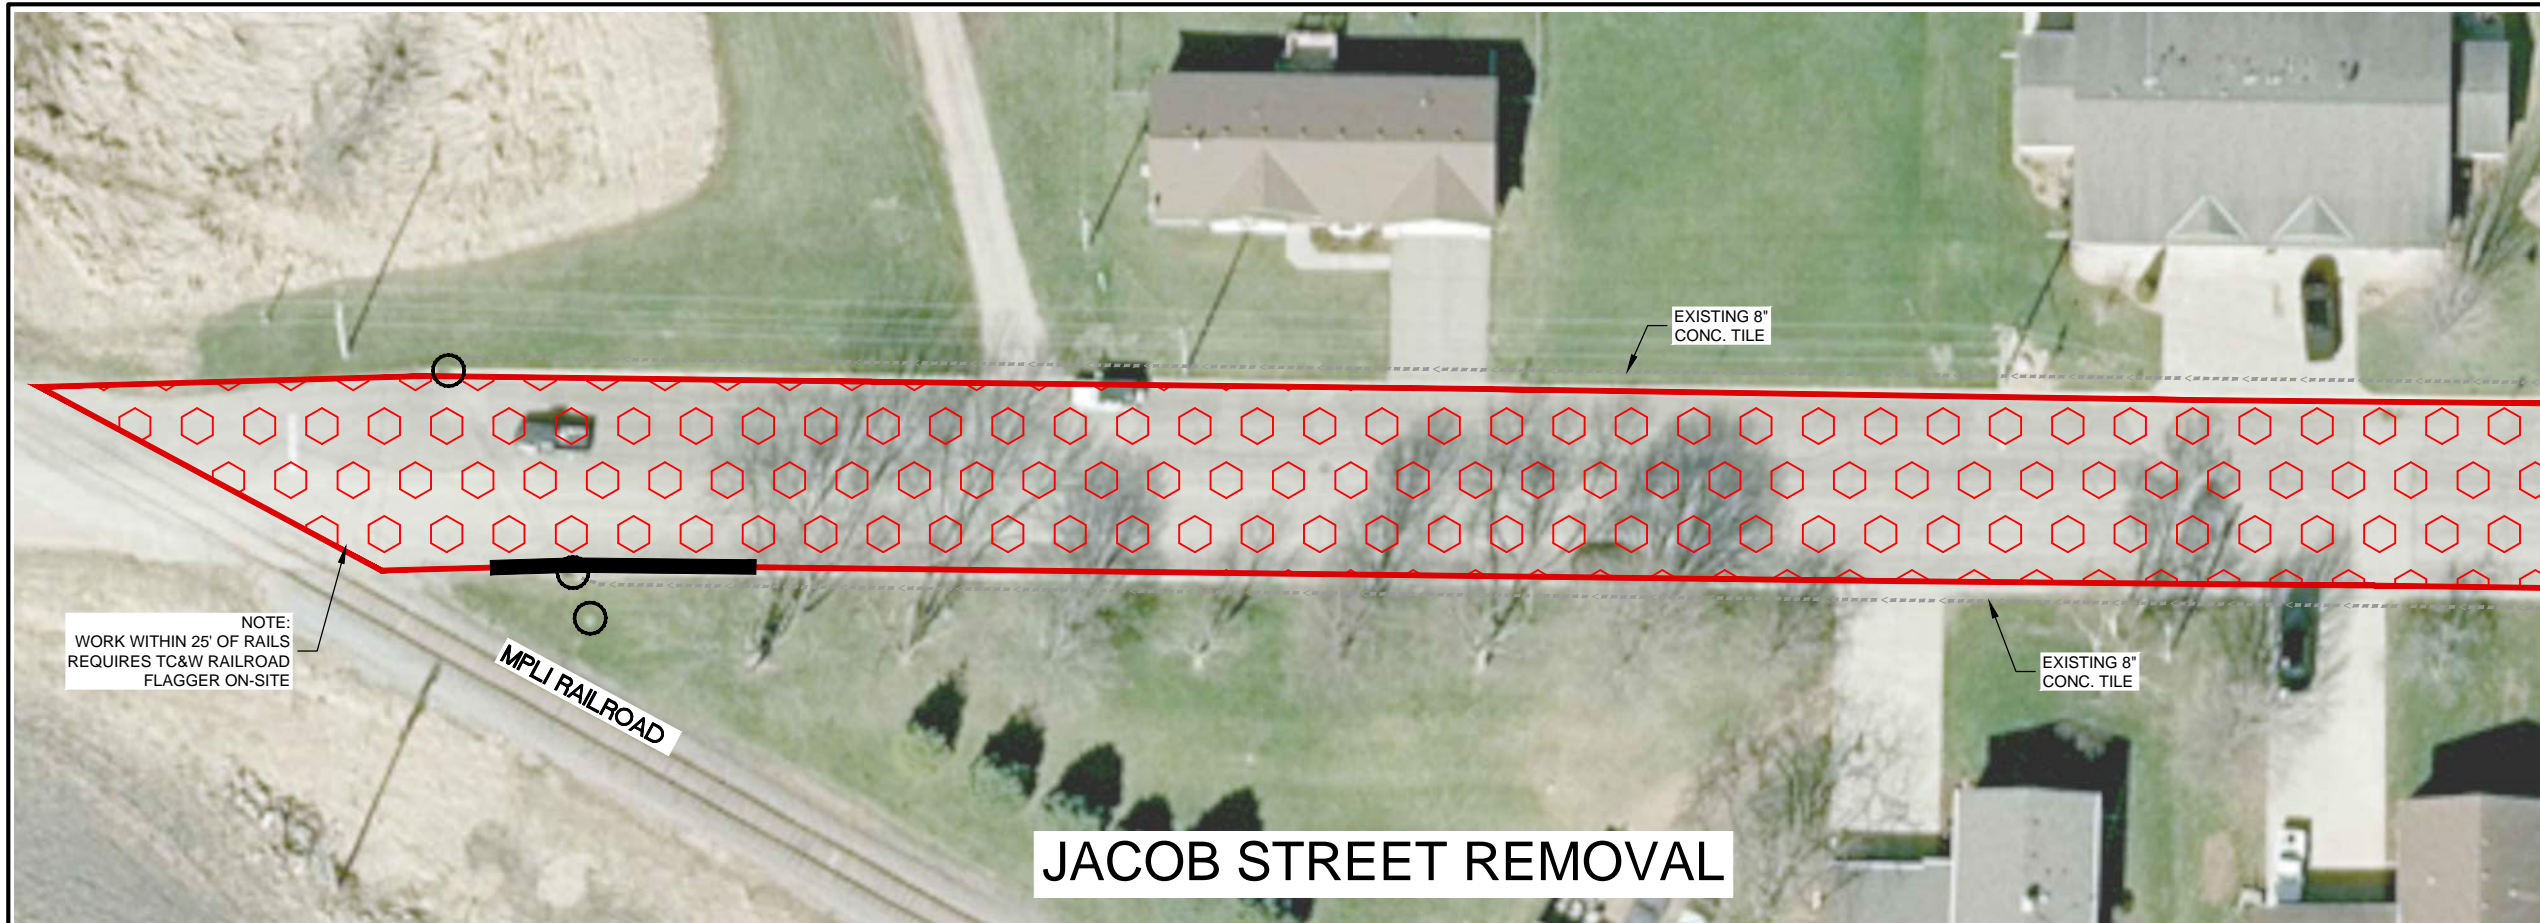 EXISTING 8"
CONC. TILE
NOTE:
WORK WITHIN 25' OF RAILS
REQUIRES TC&W RAILROAD
FLAGGER ON-SITE
MPLI RAILROAD
EXISTING 8"
CONC. TILE
JACOB STREET REMOVAL